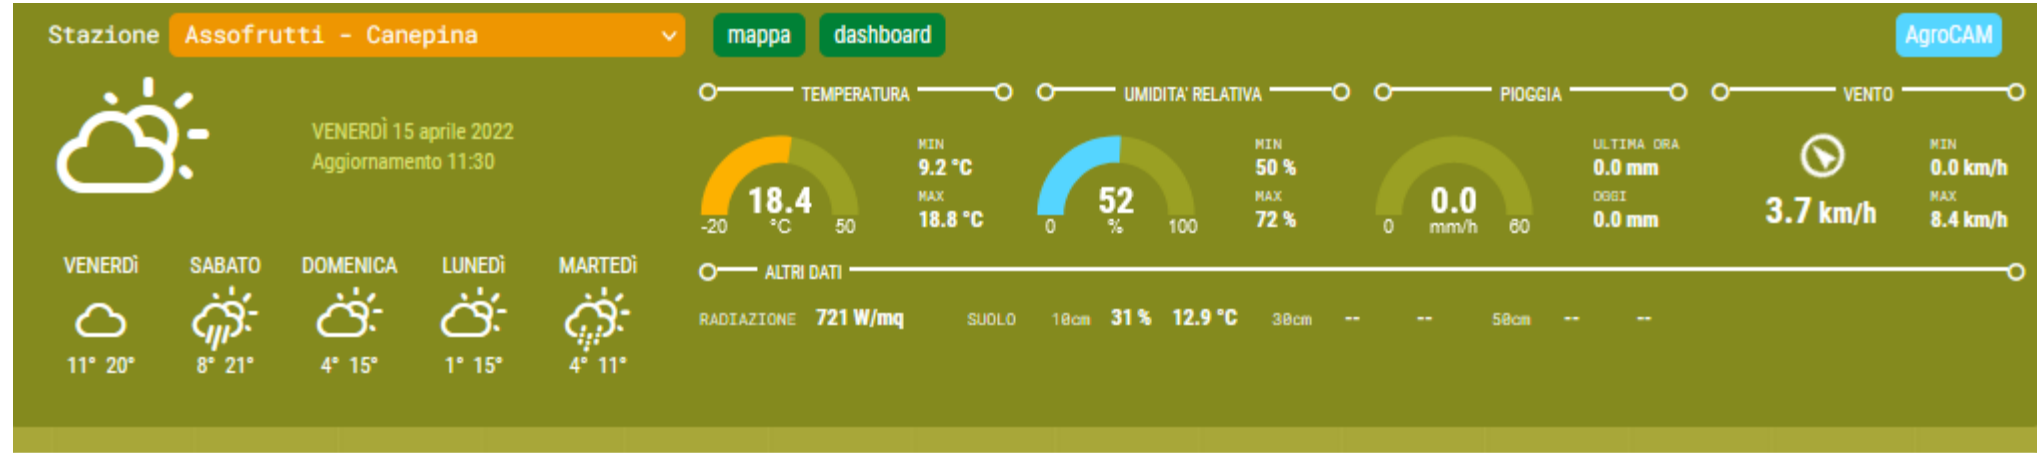 Stazione Assofrutti - Canepina mappa dashboard AgroCAM
VENERDÌ 15 aprile 2022
Aggiornamento 11:30
VENERDì SABATO DOMENICA LUNEDì MARTEDì
11° 20° 8° 21° 4° 15° 1° 15° 4° 11°
TEMPERATURA
18.4
°C
-20 50
MIN
9.2 °C
MAX
18.8 °C
UMIDITA' RELATIVA
52
%
0 100
MIN
50 %
MAX
72 %
PIOGGIA
0.0
mm/h
0 60
ULTIMA ORA
0.0 mm
OGGI
0.0 mm
VENTO
3.7 km/h
MIN
0.0 km/h
MAX
8.4 km/h
ALTRI DATI
RADIAZIONE 721 W/mq SUOLO 10cm 31 % 12.9 °C 30cm -- -- 50cm -- --